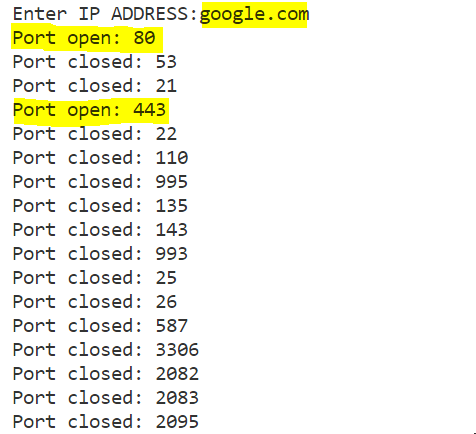 Enter IP ADDRESS:google.com
Port open: 80
Port closed: 53
Port closed: 21
Port open: 443
Port closed: 22
Port closed: 110
Port closed: 995
Port closed: 135
Port closed: 143
Port closed: 993
Port closed: 25
Port closed: 26
Port closed: 587
Port closed: 3306
Port closed: 2082
Port closed: 2083
Port closed: 2095